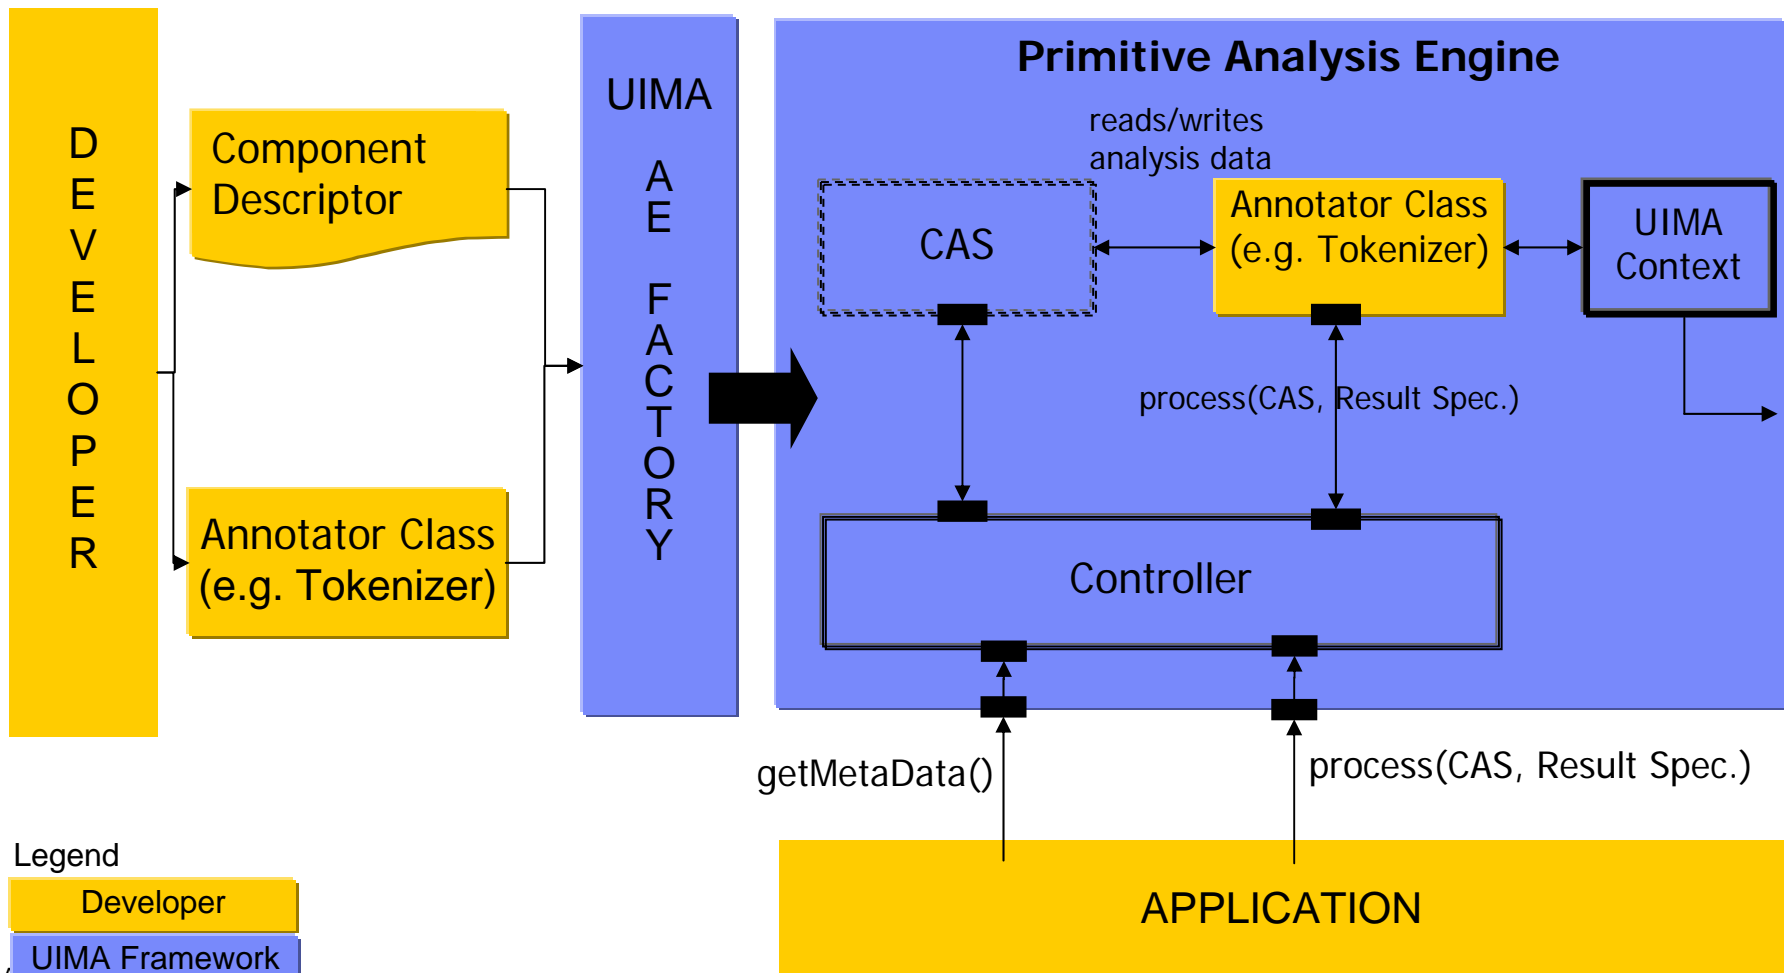 DEVELOPER
Component
Descriptor
Annotator Class
(e.g. Tokenizer)
UIMA
AE
FACTORY
Primitive Analysis Engine
reads/writes
analysis data
CAS
Annotator Class
(e.g. Tokenizer)
UIMA
Context
process(CAS, Result Spec.)
Controller
getMetaData()
process(CAS, Result Spec.)
APPLICATION
Legend
Developer
UIMA Framework